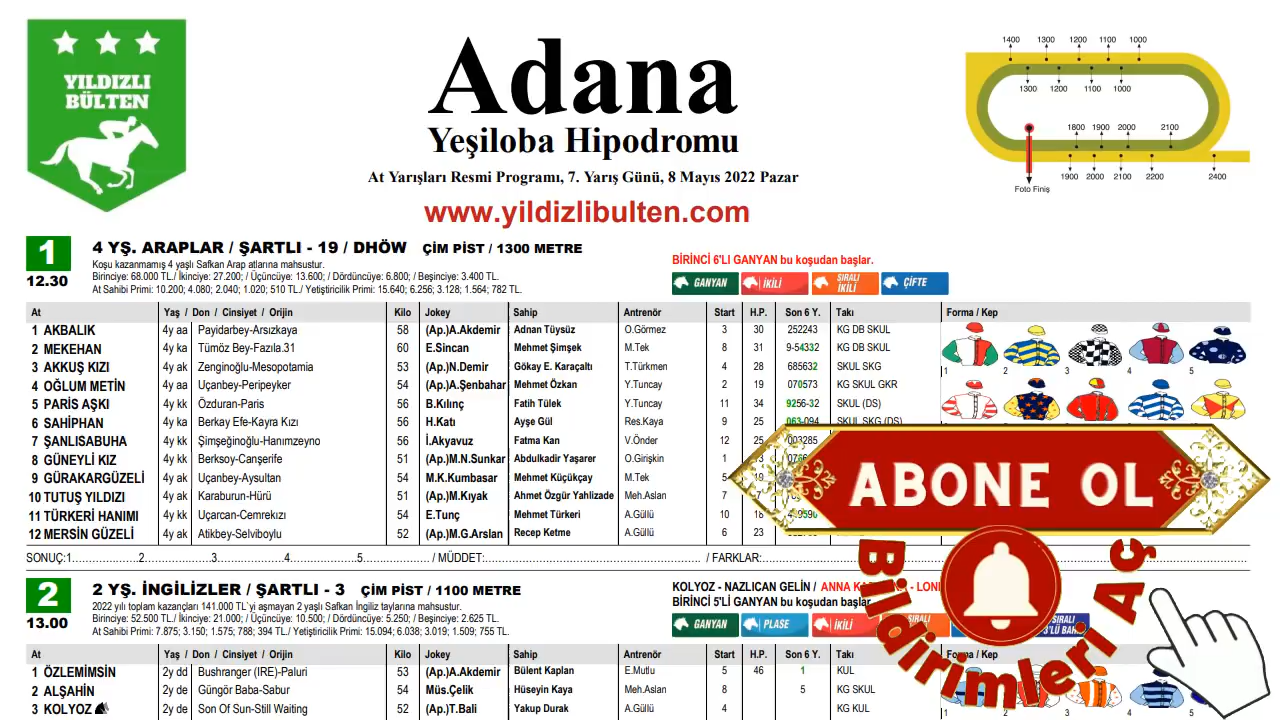 YILDIZLI
BÜLTEN
Adana
Yeşiloba Hipodromu
At Yarışları Resmi Programı, 7. Yarış Günü, 8 Mayıs 2022 Pazar
www.yildizlibulten.com
1400 1300 1200 1100 1000
1300 1200 1100 1000
1800 1900 2000 2100
1900 2000 2100 2200 2400
Foto Finiş
1 4 YŞ. ARAPLAR / ŞARTLI - 19 / DHÖW ÇİM PİST / 1300 METRE
12.30
Koşu kazanmamış 4 yaşlı Safkan Arap atlarına mahsustur.
Birinciye: 68.000 TL./ İkinciye: 27.200; / Üçüncüye: 13.600; / Dördüncüye: 6.800; / Beşinciye: 3.400 TL.
At Sahibi Primi: 10.200; 4.080; 2.040; 1.020; 510 TL./ Yetiştiricilik Primi: 15.640; 6.256; 3.128; 1.564; 782 TL.
BİRİNCİ 6'LI GANYAN bu koşudan başlar.
GANYAN İKİLİ SIRALI İKİLİ ÇİFTE
At Yaş / Don / Cinsiyet / Orijin Kilo Jokey Sahip Antrenör Start H.P. Son 6 Y. Takı Forma / Kep
1 AKBALIK 4y aa Payidarbey-Arsızkaya 58 (Ap.)A.Akdemir Adnan Tüysüz O.Görmez 3 30 252243 KG DB SKUL
2 MEKEHAN 4y ka Tümöz Bey-Fazıla.31 60 E.Sincan Mehmet Şimşek M.Tek 8 31 9-54332 KG DB SKUL
3 AKKUŞ KIZI 4y ak Zenginoğlu-Mesopotamia 53 (Ap.)N.Demir Gökay E. Karaçaltı T.Türkmen 4 28 685632 SKUL SKG
1 2 3 4 5
4 OĞLUM METİN 4y aa Uçanbey-Peripeyker 54 (Ap.)A.Şenbahar Mehmet Özkan Y.Tuncay 2 19 070573 KG SKUL GKR
5 PARİS AŞKI 4y kk Özduran-Paris 56 B.Kılınç Fatih Tülek Y.Tuncay 11 34 9256-32 SKUL (DS)
6 SAHİPHAN 4y ka Berkay Efe-Kayra Kızı 56 H.Katı Ayşe Gül Res.Kaya 9 25 063-094 SKUL SKG (DS)
7 ŞANLISABUHA 4y kk Şimşeğinoğlu-Hanımzeyno 56 İ.Akyavuz Fatma Kan V.Önder 12 25 003285
8 GÜNEYLİ KIZ 4y kk Berksoy-Canşerife 51 (Ap.)M.N.Sunkar Abdulkadir Yaşarer O.Girişkin 1
9 GÜRAKARGÜZELİ 4y ak Uçanbey-Aysultan 54 M.K.Kumbasar Mehmet Küçükçay M.Tek 5
10 TUTUŞ YILDIZI 4y ak Karaburun-Hürü 51 (Ap.)M.Kıyak Ahmet Özgür Yahlizade Meh.Aslan 7
11 TÜRKERİ HANIMI 4y ak Uçarcan-Cemrekızı 54 E.Tunç Mehmet Türkeri A.Güllü 10 18
12 MERSİN GÜZELİ 4y ak Atikbey-Selviboylu 52 (Ap.)M.G.Arslan Recep Ketme A.Güllü 6 23
ABONE OL
SONUÇ:1 2 3 4 5 / MÜDDET: / FARKLAR:
2 2 YŞ. İNGİLİZLER / ŞARTLI - 3 ÇİM PİST / 1100 METRE
13.00
2022 yılı toplam kazançları 141.000 TL`yi aşmayan 2 yaşlı Safkan İngiliz taylarına mahsustur.
Birinciye: 52.500 TL./ İkinciye: 21.000; / Üçüncüye: 10.500; / Dördüncüye: 5.250; / Beşinciye: 2.625 TL.
At Sahibi Primi: 7.875; 3.150; 1.575; 788; 394 TL./ Yetiştiricilik Primi: 15.094; 6.038; 3.019; 1.509; 755 TL.
KOLYOZ - NAZLICAN GELİN / ANNA
BİRİNCİ 5'Lİ GANYAN bu koşudan başlar
GANYAN PLASE İKİLİ
Bildirimleri Aç
At Yaş / Don / Cinsiyet / Orijin Kilo Jokey Sahip Antrenör Start H.P. Son 6 Y. Takı Forma / Kep
1 ÖZLEMİMSİN 2y dd Bushranger (IRE)-Paluri 53 (Ap.)A.Akdemir Bülent Kaplan E.Mutlu 5 46 1 KUL
2 ALŞAHİN 2y de Güngör Baba-Sabur 54 Müs.Çelik Hüseyin Kaya Meh.Aslan 8 5 KG SKUL
3 KOLYOZ 2y de Son Of Sun-Still Waiting 52 (Ap.)T.Bali Yakup Durak A.Güllü 4 KG KUL